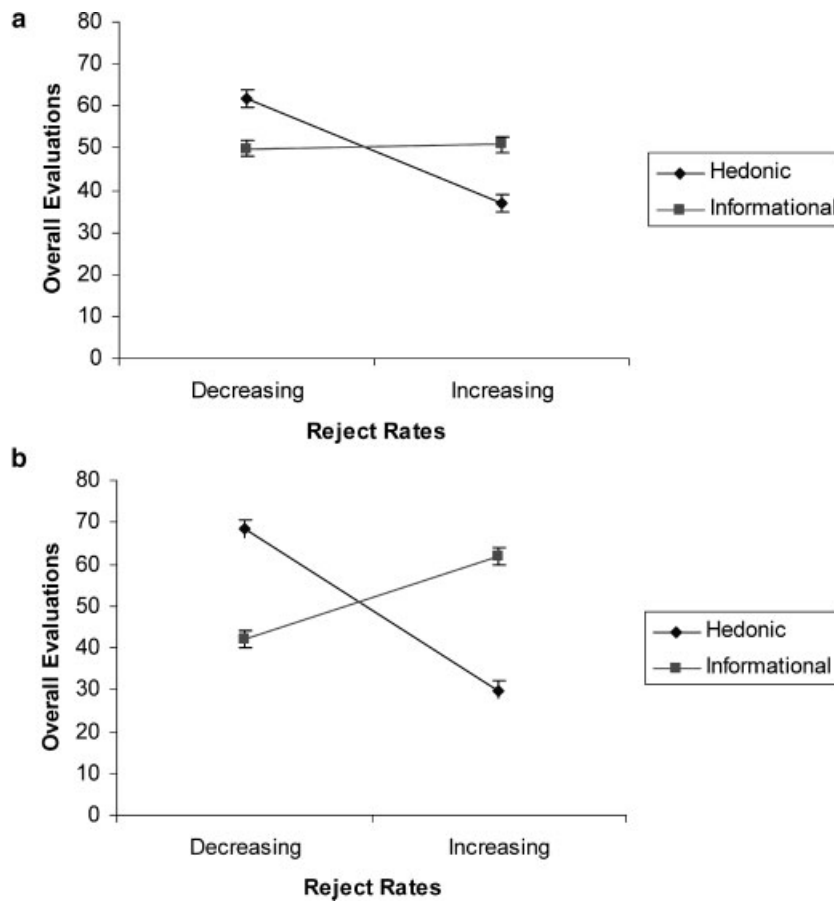 a
80
70
60
50
40
30
20
10
0
Overall Evaluations
Decreasing
Increasing
Reject Rates
Hedonic
Informational
b
80
70
60
50
40
30
20
10
0
Overall Evaluations
Decreasing
Increasing
Reject Rates
Hedonic
Informational